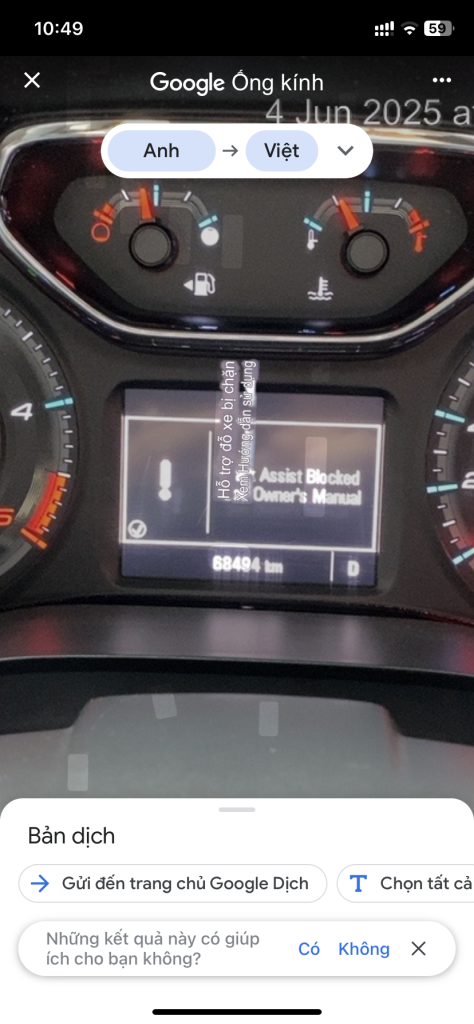 10:49
59
Google Ống kính
4 Jun 2025 a
Anh → Việt
Hỗ trợ đỗ xe bị chặn
Xem Hướng dẫn sử dụng
4
Assist Blocked
Owner's Manual
68494 km
D
Bản dịch
Gửi đến trang chủ Google Dịch
Chọn tất cả
Những kết quả này có giúp
ích cho bạn không?
Có
Không